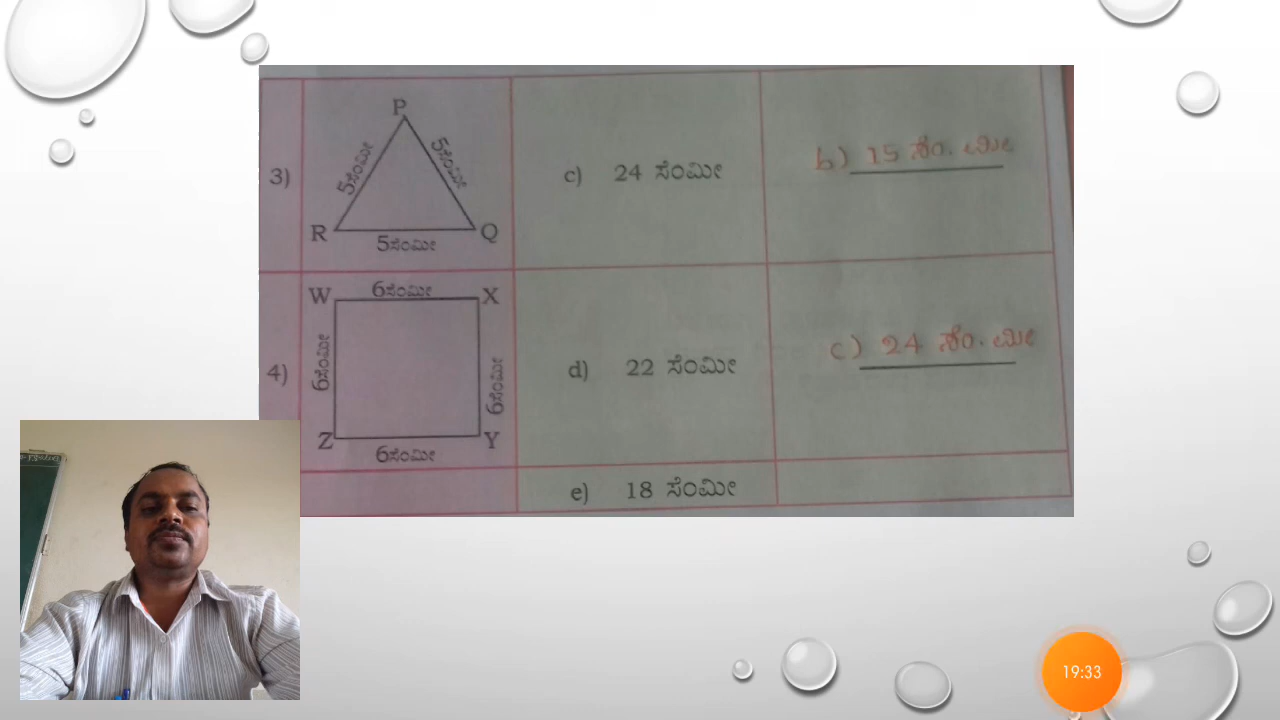 P
5ಸೆಂಮೀ
5ಸೆಂಮೀ
3)
R
Q
5ಸೆಂಮೀ
c) 24 ಸೆಂಮೀ
b) 15 ಸೆಂ. ಮೀ
W
6ಸೆಂಮೀ
X
6ಸೆಂಮೀ
6ಸೆಂಮೀ
4)
Z
Y
6ಸೆಂಮೀ
d) 22 ಸೆಂಮೀ
c) 24 ಸೆಂ. ಮೀ
e) 18 ಸೆಂಮೀ
19:33